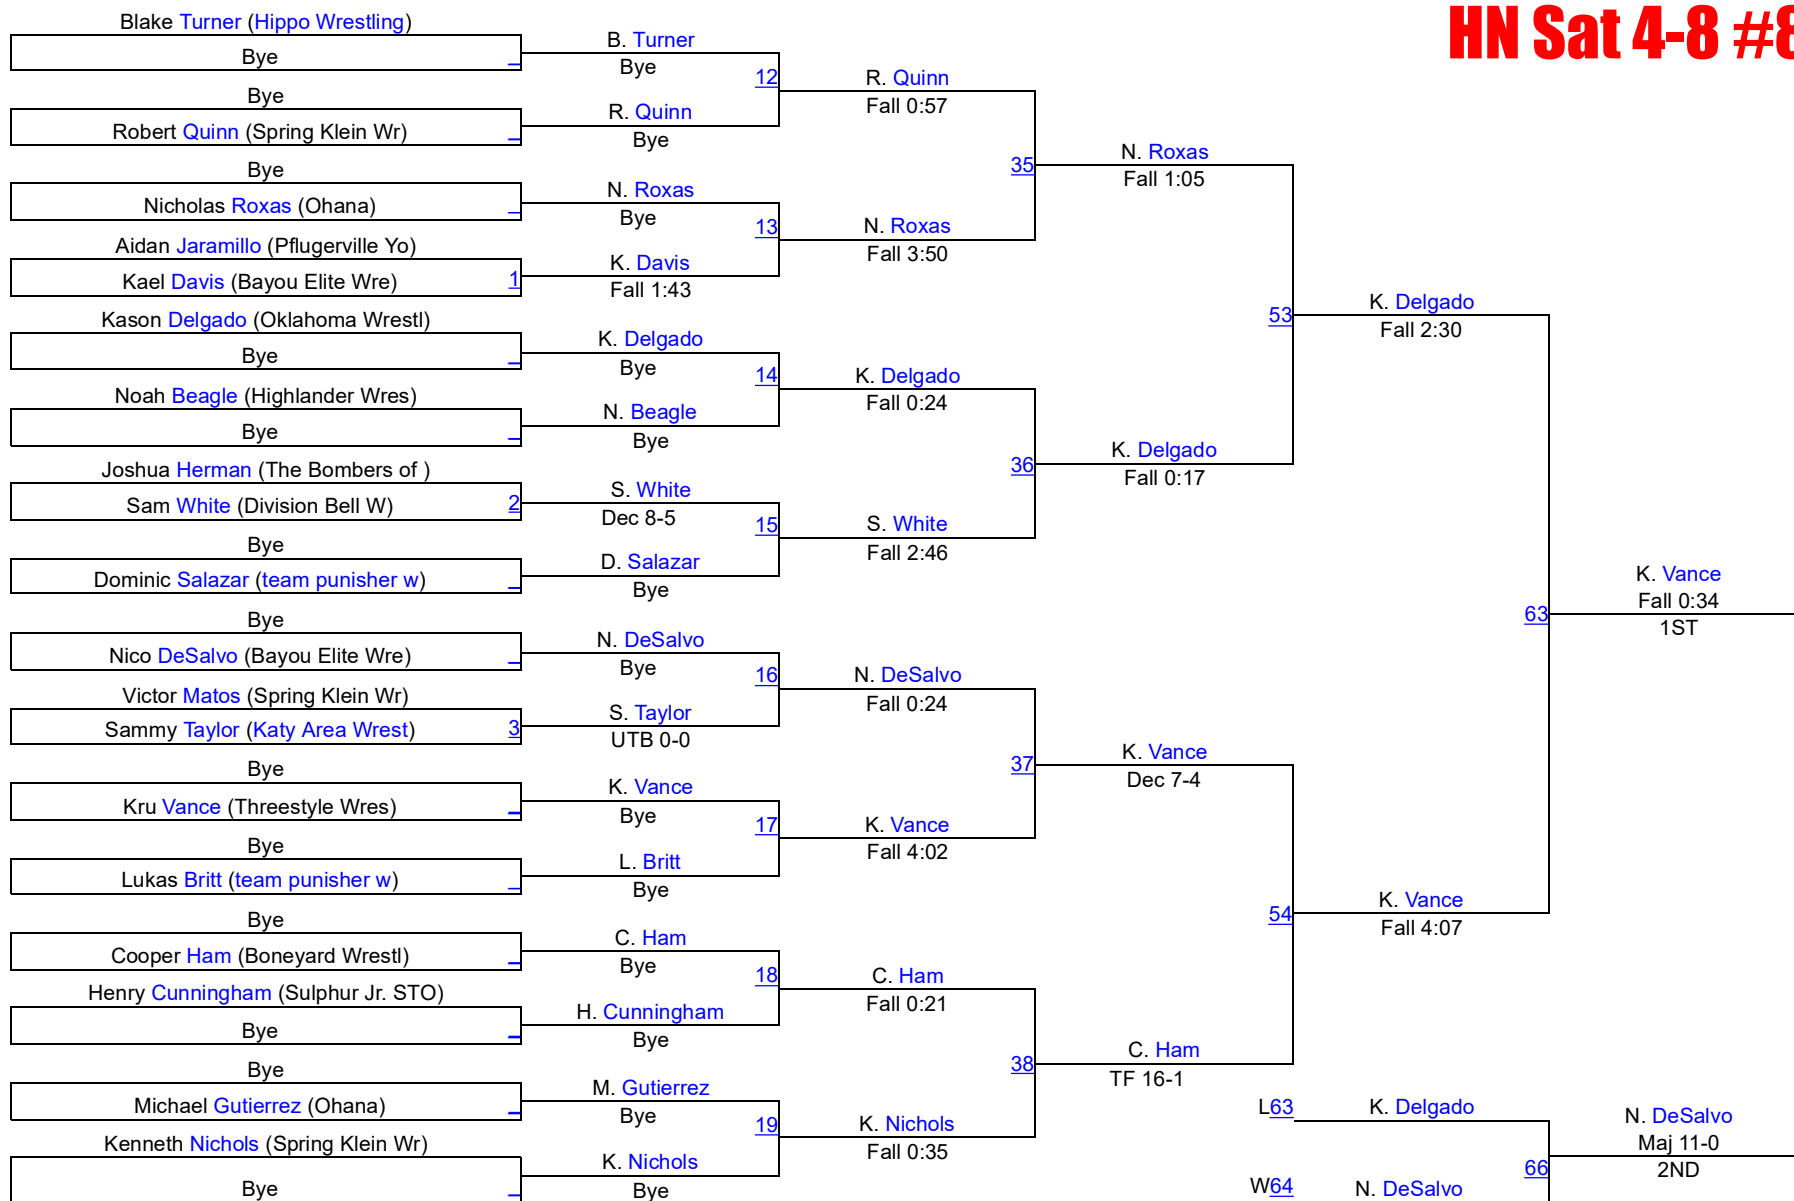 HN Sat 4-8 #8
Blake Turner (Hippo Wrestling)
Bye
Bye
Robert Quinn (Spring Klein Wr)
Bye
Nicholas Roxas (Ohana)
Aidan Jaramillo (Pflugerville Yo)
Kael Davis (Bayou Elite Wre) 1
Kason Delgado (Oklahoma Wrestl)
Bye
Noah Beagle (Highlander Wres)
Bye
Joshua Herman (The Bombers of )
Sam White (Division Bell W) 2
Bye
Dominic Salazar (team punisher w)
Bye
Nico DeSalvo (Bayou Elite Wre)
Victor Matos (Spring Klein Wr)
Sammy Taylor (Katy Area Wrest) 3
Bye
Kru Vance (Threestyle Wres)
Bye
Lukas Britt (team punisher w)
Bye
Cooper Ham (Boneyard Wrestl)
Henry Cunningham (Sulphur Jr. STO)
Bye
Bye
Michael Gutierrez (Ohana)
Kenneth Nichols (Spring Klein Wr)
Bye
B. Turner
Bye
12
R. Quinn
Bye
N. Roxas
Bye
13
K. Davis
Fall 1:43
K. Delgado
Bye
14
N. Beagle
Bye
S. White
Dec 8-5
15
D. Salazar
Bye
N. DeSalvo
Bye
16
S. Taylor
UTB 0-0
K. Vance
Bye
17
L. Britt
Bye
C. Ham
Bye
18
H. Cunningham
Bye
M. Gutierrez
Bye
19
K. Nichols
Bye
R. Quinn
Fall 0:57
35
N. Roxas
Fall 3:50
K. Delgado
Fall 0:24
36
S. White
Fall 2:46
N. DeSalvo
Fall 0:24
37
K. Vance
Fall 4:02
C. Ham
Fall 0:21
38
K. Nichols
Fall 0:35
N. Roxas
Fall 1:05
53
K. Delgado
Fall 0:17
K. Vance
Dec 7-4
54
C. Ham
TF 16-1
K. Delgado
Fall 2:30
63
K. Vance
Fall 4:07
K. Vance
Fall 0:34
1ST
L63 K. Delgado
66
W64 N. DeSalvo
N. DeSalvo
Maj 11-0
2ND